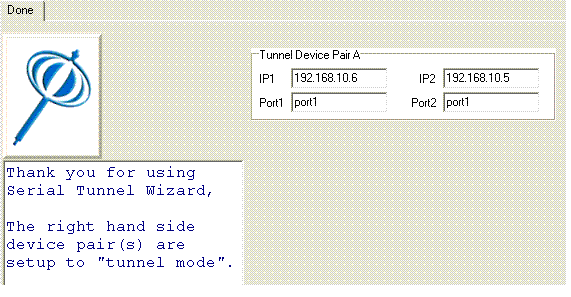 Done
Tunnel Device Pair A
IP1 192.168.10.6 IP2 192.168.10.5
Port1 port1 Port2 port1
Thank you for using
Serial Tunnel Wizard,
The right hand side
device pair(s) are
setup to "tunnel mode".